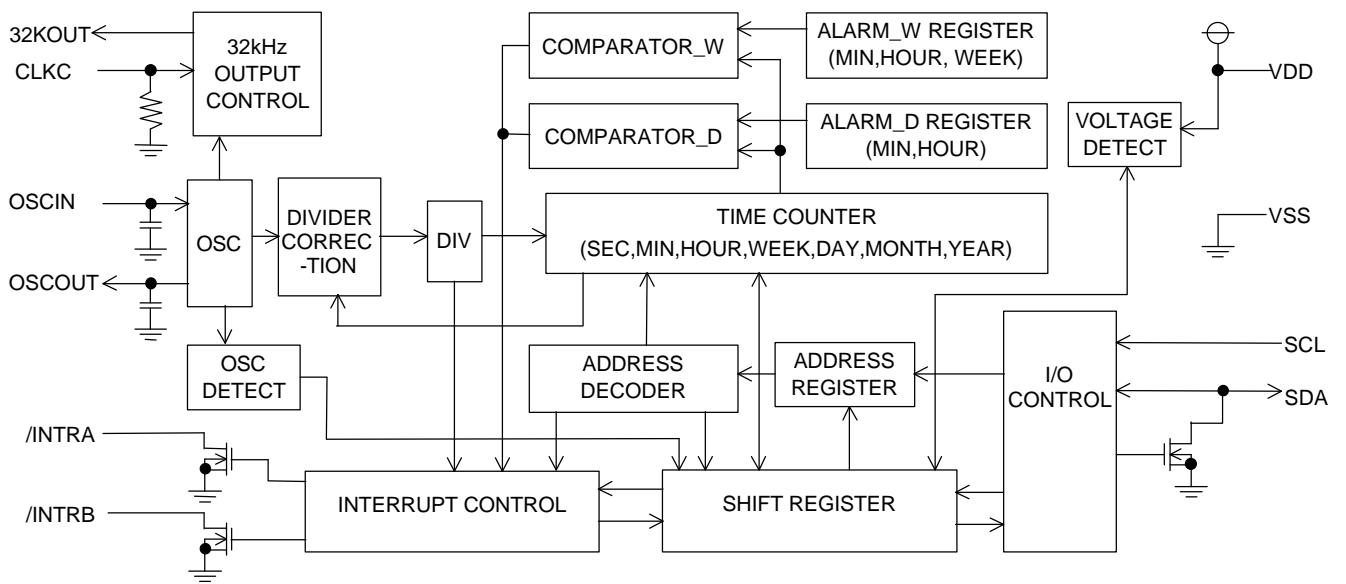 32KOUT
CLKC
32kHz
OUTPUT
CONTROL
COMPARATOR_W
ALARM_W REGISTER
(MIN,HOUR, WEEK)
VDD
COMPARATOR_D
ALARM_D REGISTER
(MIN,HOUR)
VOLTAGE
DETECT
OSCIN
OSCOUT
OSC
DIVIDER
CORREC
-TION
DIV
TIME COUNTER
(SEC,MIN,HOUR,WEEK,DAY,MONTH,YEAR)
VSS
OSC
DETECT
ADDRESS
DECODER
ADDRESS
REGISTER
I/O
CONTROL
SCL
SDA
/INTRA
/INTRB
INTERRUPT CONTROL
SHIFT REGISTER